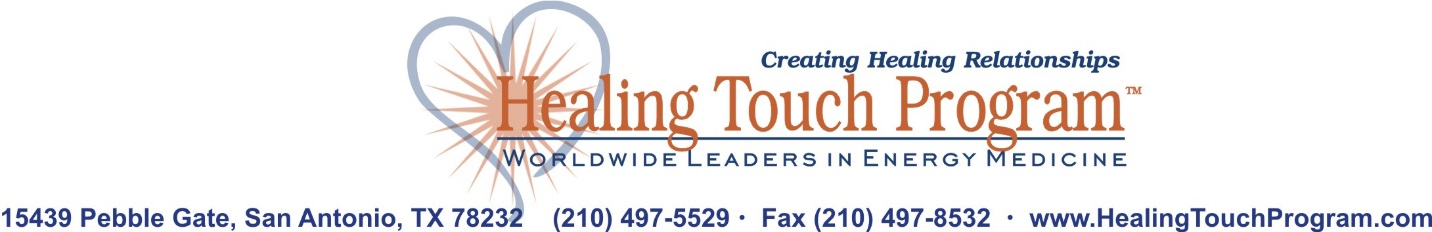 Creating Healing Relationships
Healing Touch Program™
WORLDWIDE LEADERS IN ENERGY MEDICINE
15439 Pebble Gate, San Antonio, TX 78232 (210) 497-5529 · Fax (210) 497-8532 · www.HealingTouchProgram.com